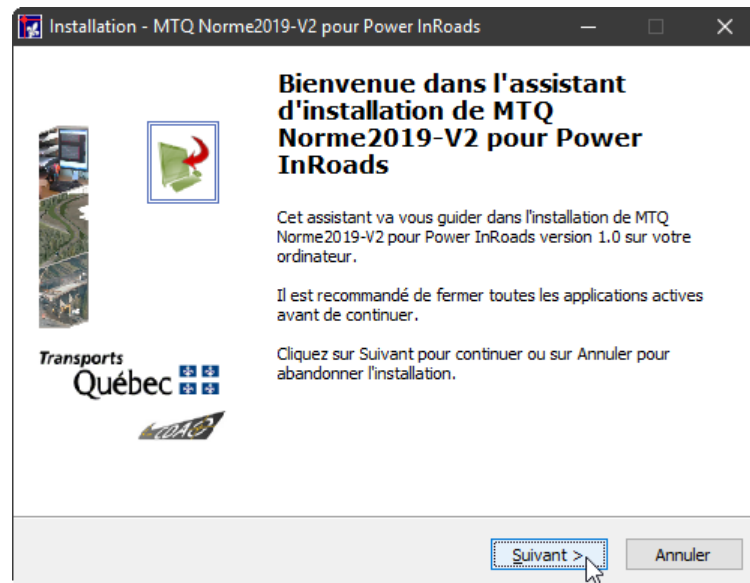 Installation - MTQ Norme2019-V2 pour Power InRoads
Bienvenue dans l'assistant
d'installation de MTQ
Norme2019-V2 pour Power
InRoads
Cet assistant va vous guider dans l'installation de MTQ
Norme2019-V2 pour Power InRoads version 1.0 sur votre
ordinateur.
Il est recommandé de fermer toutes les applications actives
avant de continuer.
Cliquez sur Suivant pour continuer ou sur Annuler pour
abandonner l'installation.
Transports
Québec
CDAO
Suivant >
Annuler